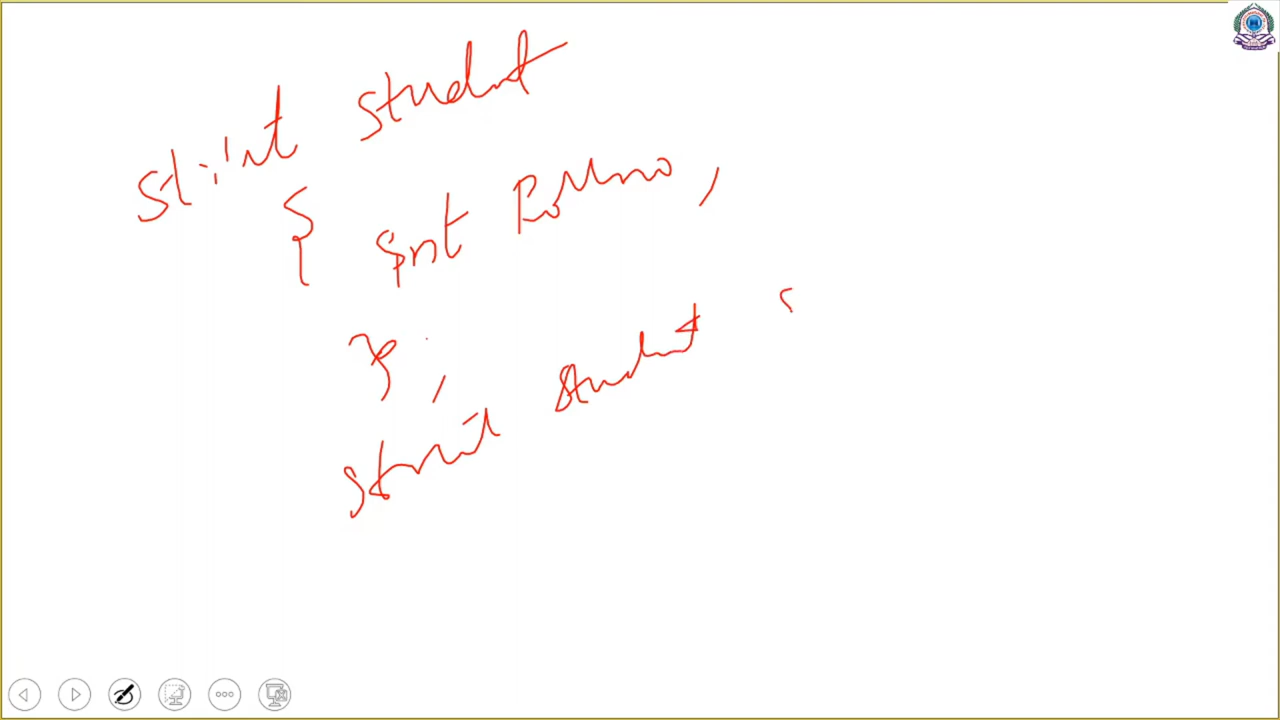 Struct Student
{ int Rollno ;
} ;
Struct Student s